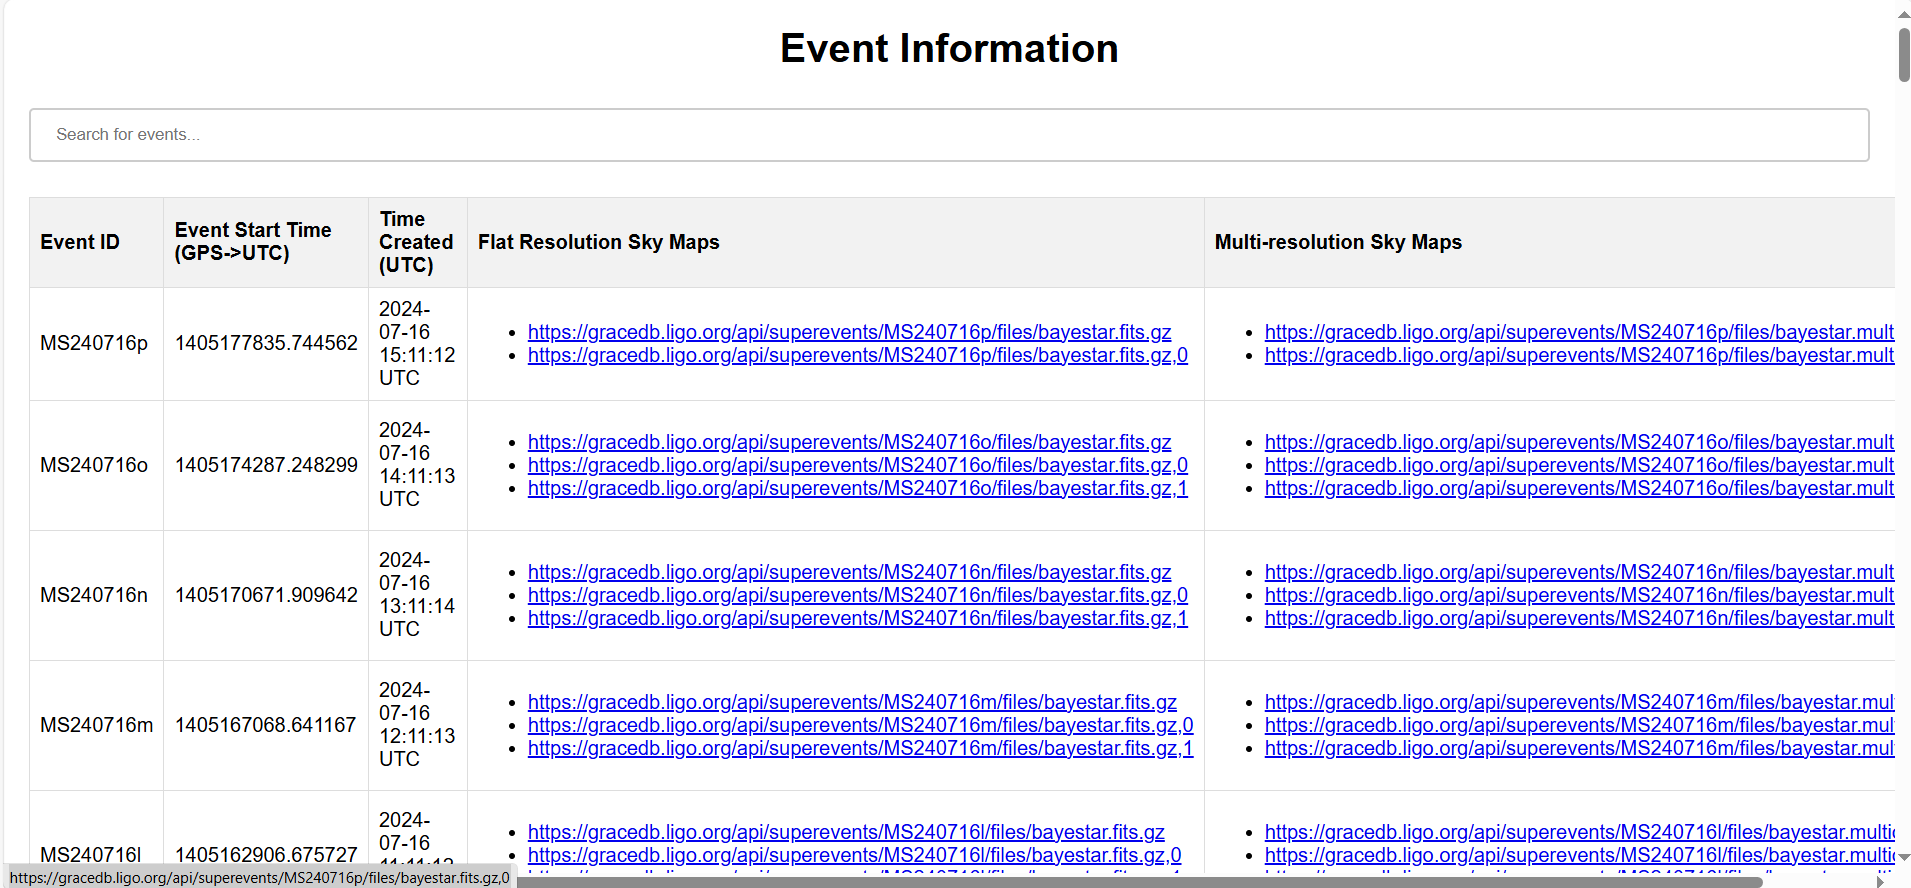 Event Information
Search for events...
Event ID
Event Start Time
(GPS->UTC)
Time
Created
(UTC)
Flat Resolution Sky Maps
Multi-resolution Sky Maps
MS240716p
1405177835.744562
2024-
07-16
15:11:12
UTC
https://gracedb.ligo.org/api/superevents/MS240716p/files/bayestar.fits.gz
https://gracedb.ligo.org/api/superevents/MS240716p/files/bayestar.fits.gz,0
https://gracedb.ligo.org/api/superevents/MS240716p/files/bayestar.mult
https://gracedb.ligo.org/api/superevents/MS240716p/files/bayestar.mult
MS240716o
1405174287.248299
2024-
07-16
14:11:13
UTC
https://gracedb.ligo.org/api/superevents/MS240716o/files/bayestar.fits.gz
https://gracedb.ligo.org/api/superevents/MS240716o/files/bayestar.fits.gz,0
https://gracedb.ligo.org/api/superevents/MS240716o/files/bayestar.fits.gz,1
https://gracedb.ligo.org/api/superevents/MS240716o/files/bayestar.mult
https://gracedb.ligo.org/api/superevents/MS240716o/files/bayestar.mult
https://gracedb.ligo.org/api/superevents/MS240716o/files/bayestar.mult
MS240716n
1405170671.909642
2024-
07-16
13:11:14
UTC
https://gracedb.ligo.org/api/superevents/MS240716n/files/bayestar.fits.gz
https://gracedb.ligo.org/api/superevents/MS240716n/files/bayestar.fits.gz,0
https://gracedb.ligo.org/api/superevents/MS240716n/files/bayestar.fits.gz,1
https://gracedb.ligo.org/api/superevents/MS240716n/files/bayestar.mult
https://gracedb.ligo.org/api/superevents/MS240716n/files/bayestar.mult
https://gracedb.ligo.org/api/superevents/MS240716n/files/bayestar.mult
MS240716m
1405167068.641167
2024-
07-16
12:11:13
UTC
https://gracedb.ligo.org/api/superevents/MS240716m/files/bayestar.fits.gz
https://gracedb.ligo.org/api/superevents/MS240716m/files/bayestar.fits.gz,0
https://gracedb.ligo.org/api/superevents/MS240716m/files/bayestar.fits.gz,1
https://gracedb.ligo.org/api/superevents/MS240716m/files/bayestar.mul
https://gracedb.ligo.org/api/superevents/MS240716m/files/bayestar.mul
https://gracedb.ligo.org/api/superevents/MS240716m/files/bayestar.mul
MS240716l
1405162906.675727
2024-
07-16
11:11:12
https://gracedb.ligo.org/api/superevents/MS240716l/files/bayestar.fits.gz
https://gracedb.ligo.org/api/superevents/MS240716l/files/bayestar.fits.gz,0
https://gracedb.ligo.org/api/superevents/MS240716l/files/bayestar.multi
https://gracedb.ligo.org/api/superevents/MS240716l/files/bayestar.multi
https://gracedb.ligo.org/api/superevents/MS240716p/files/bayestar.fits.gz,0